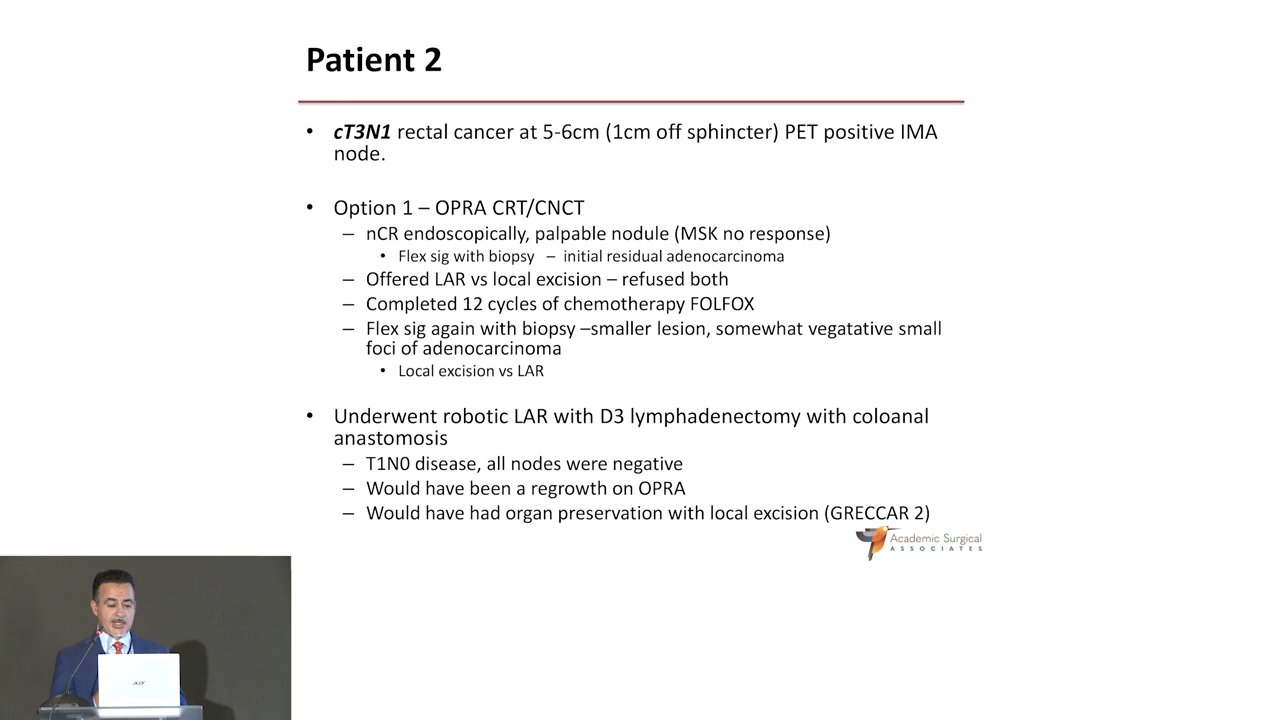 Patient 2
• cT3N1 rectal cancer at 5-6cm (1cm off sphincter) PET positive IMA
node.
• Option 1 – OPRA CRT/CNCT
– nCR endoscopically, palpable nodule (MSK no response)
• Flex sig with biopsy – initial residual adenocarcinoma
– Offered LAR vs local excision – refused both
– Completed 12 cycles of chemotherapy FOLFOX
– Flex sig again with biopsy –smaller lesion, somewhat vegatative small
foci of adenocarcinoma
• Local excision vs LAR
• Underwent robotic LAR with D3 lymphadenectomy with coloanal
anastomosis
– T1N0 disease, all nodes were negative
– Would have been a regrowth on OPRA
– Would have had organ preservation with local excision (GRECCAR 2)
Academic Surgical
ASSOCIATES
acer